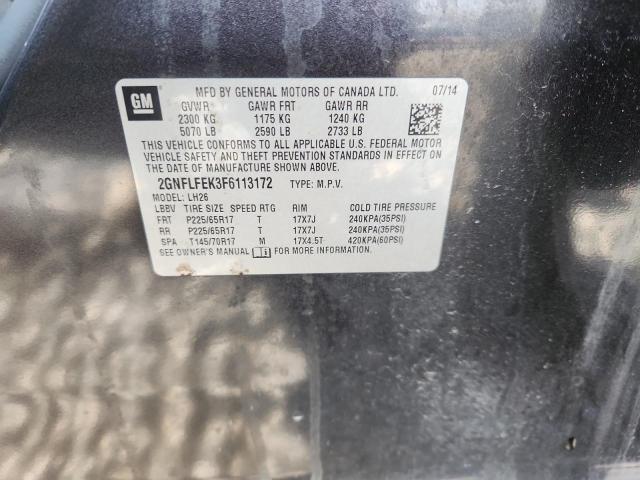 GM
MFD BY GENERAL MOTORS OF CANADA LTD. 07/14
GVWR GAWR FRT GAWR RR
2300 KG 1175 KG 1240 KG
5070 LB 2590 LB 2733 LB
THIS VEHICLE CONFORMS TO ALL APPLICABLE U.S. FEDERAL MOTOR
VEHICLE SAFETY AND THEFT PREVENTION STANDARDS IN EFFECT ON
THE DATE OF MANUFACTURE SHOWN ABOVE.
2GNFLFEK3F6113172 TYPE: M.P.V.
MODEL: LH26
LBBV TIRE SIZE SPEED RTG RIM COLD TIRE PRESSURE
FRT P225/65R17 T 17X7J 240KPA(35PSI)
RR P225/65R17 T 17X7J 240KPA(35PSI)
SPA T145/70R17 M 17X4.5T 420KPA(60PSI)
SEE OWNER'S MANUAL FOR MORE INFORMATION.